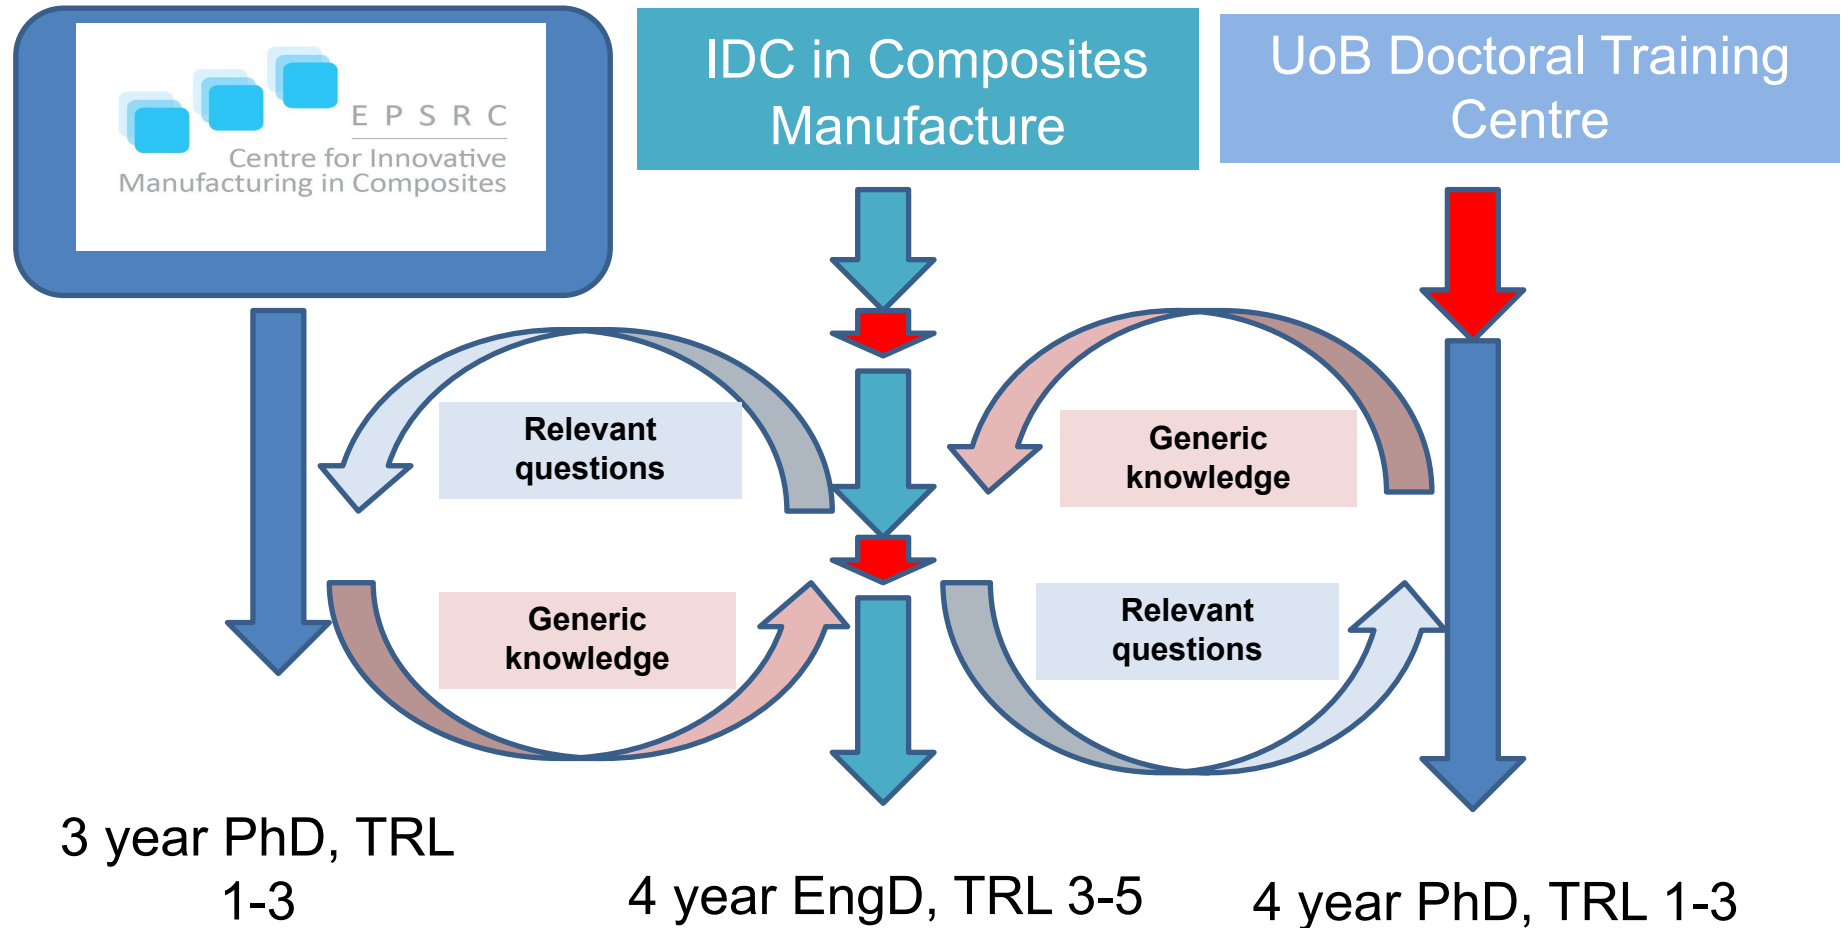 E P S R C
Centre for Innovative
Manufacturing in Composites
IDC in Composites
Manufacture
UoB Doctoral Training
Centre
Relevant
questions
Generic
knowledge
Generic
knowledge
Relevant
questions
3 year PhD, TRL
1-3
4 year EngD, TRL 3-5
4 year PhD, TRL 1-3